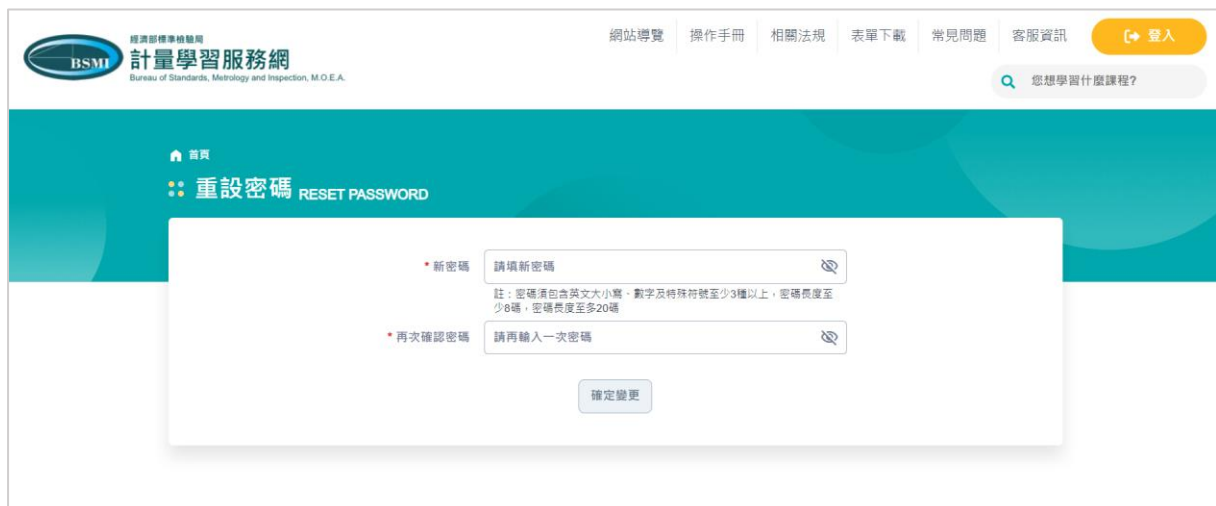 BSMI
經濟部標準檢驗局
計量學習服務網
Bureau of Standards, Metrology and Inspection, M.O.E.A.
網站導覽
操作手冊
相關法規
表單下載
常見問題
客服資訊
登入
您想學習什麼課程?
首頁
重設密碼 RESET PASSWORD
* 新密碼
請填新密碼
註：密碼須包含英文大小寫、數字及特殊符號至少3種以上，密碼長度至
少8碼，密碼長度至多20碼
* 再次確認密碼
請再輸入一次密碼
確定變更